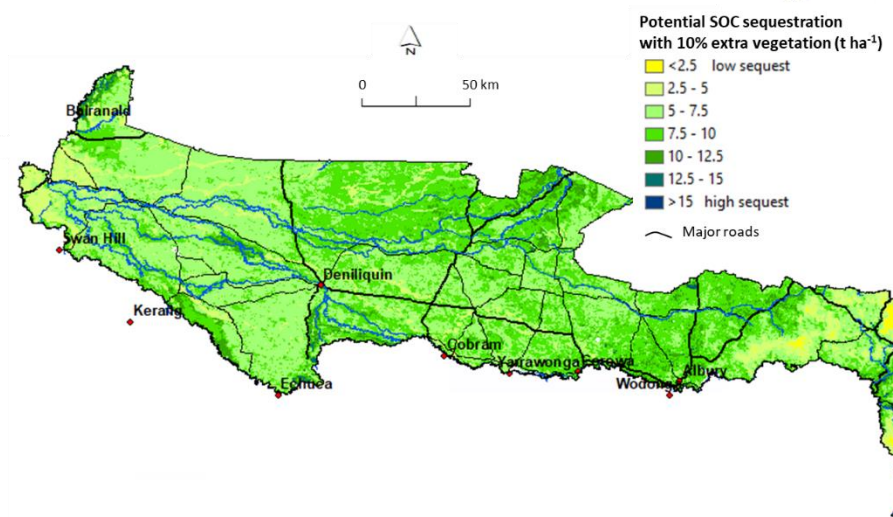 Potential SOC sequestration
with 10% extra vegetation (t ha-1)
<2.5 low sequest
2.5 - 5
5 - 7.5
7.5 - 10
10 - 12.5
12.5 - 15
>15 high sequest
Major roads
N
0 50 km
Balranald
Swan Hill
Deniliquin
Kerang
Cobram
Yarrawonga
Corowa
Echuca
Wodonga
Albury